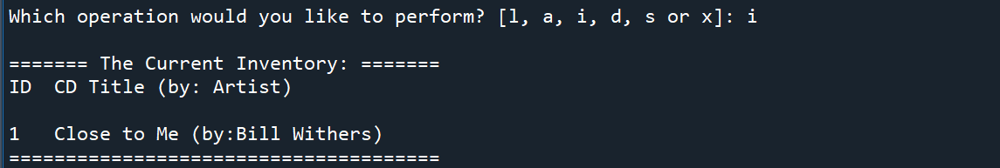 Which operation would you like to perform? [l, a, i, d, s or x]: i
======= The Current Inventory: =======
ID  CD Title (by: Artist)
1   Close to Me (by:Bill Withers)
======================================